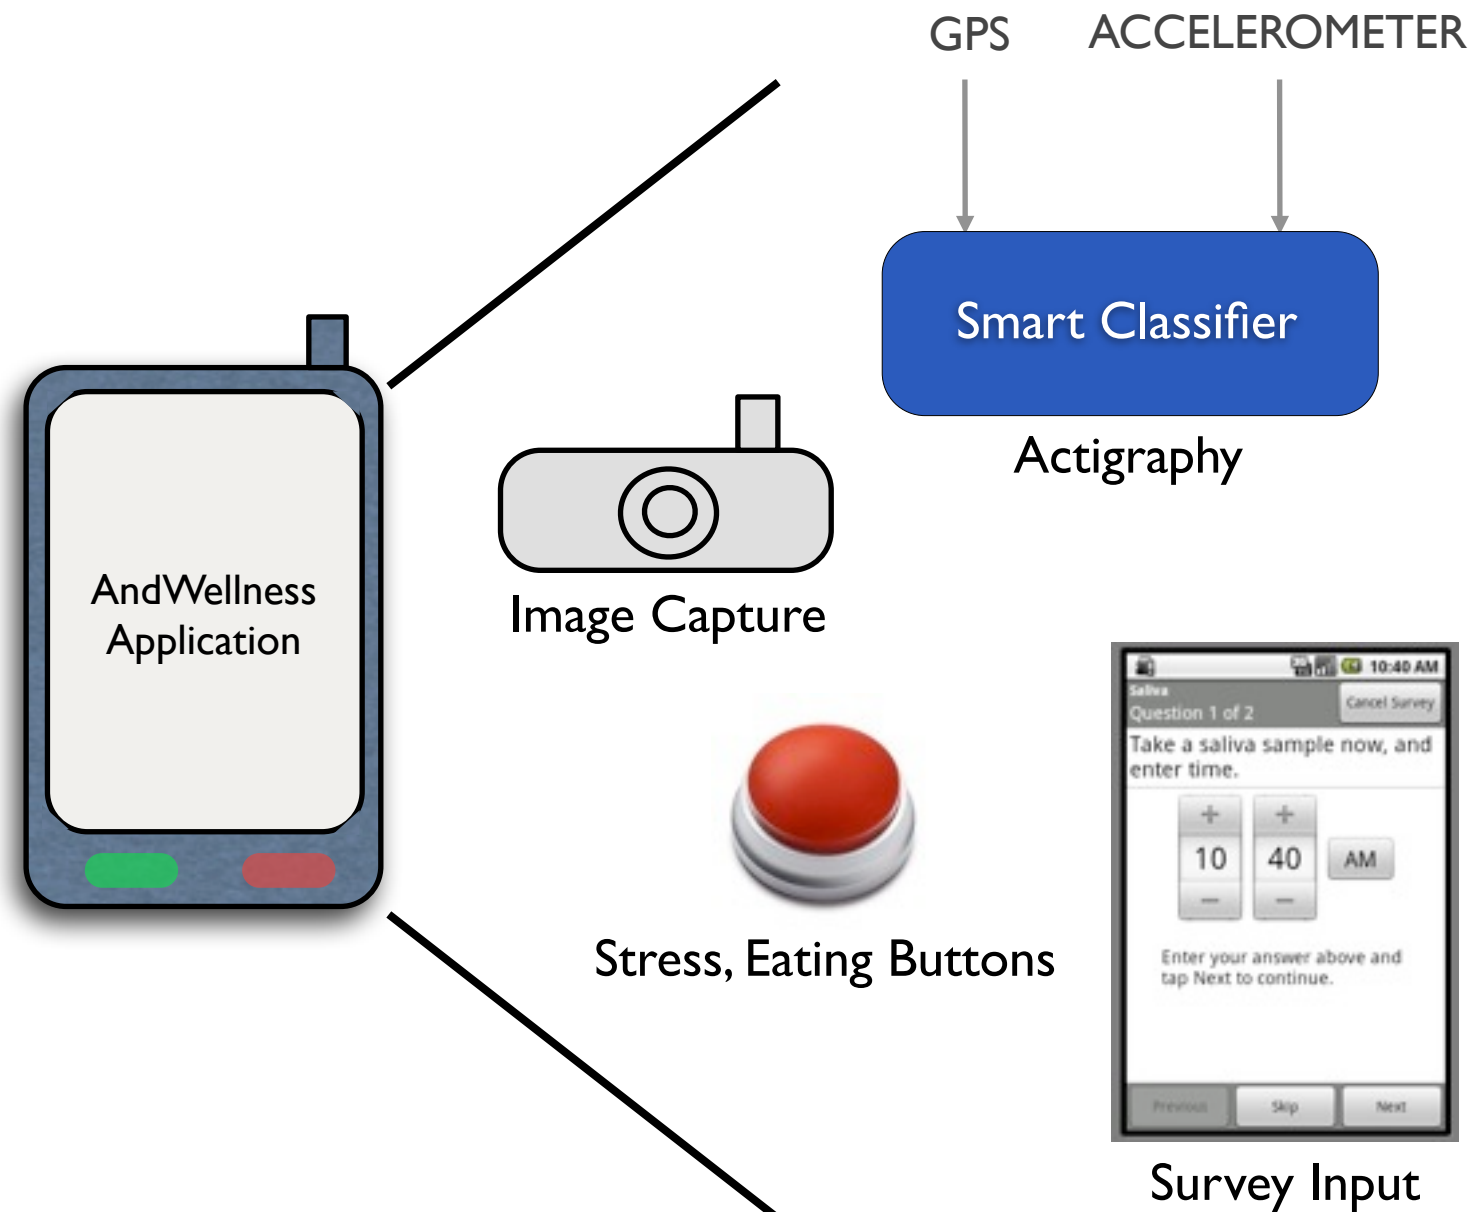 GPS
ACCELEROMETER
Smart Classifier
Actigraphy
AndWellness
Application
Image Capture
Stress, Eating Buttons
10:40 AM
Saliva
Question 1 of 2
Cancel Survey
Take a saliva sample now, and
enter time.
+
+
10
40
AM
−
−
Enter your answer above and
tap Next to continue.
Previous
Skip
Next
Survey Input